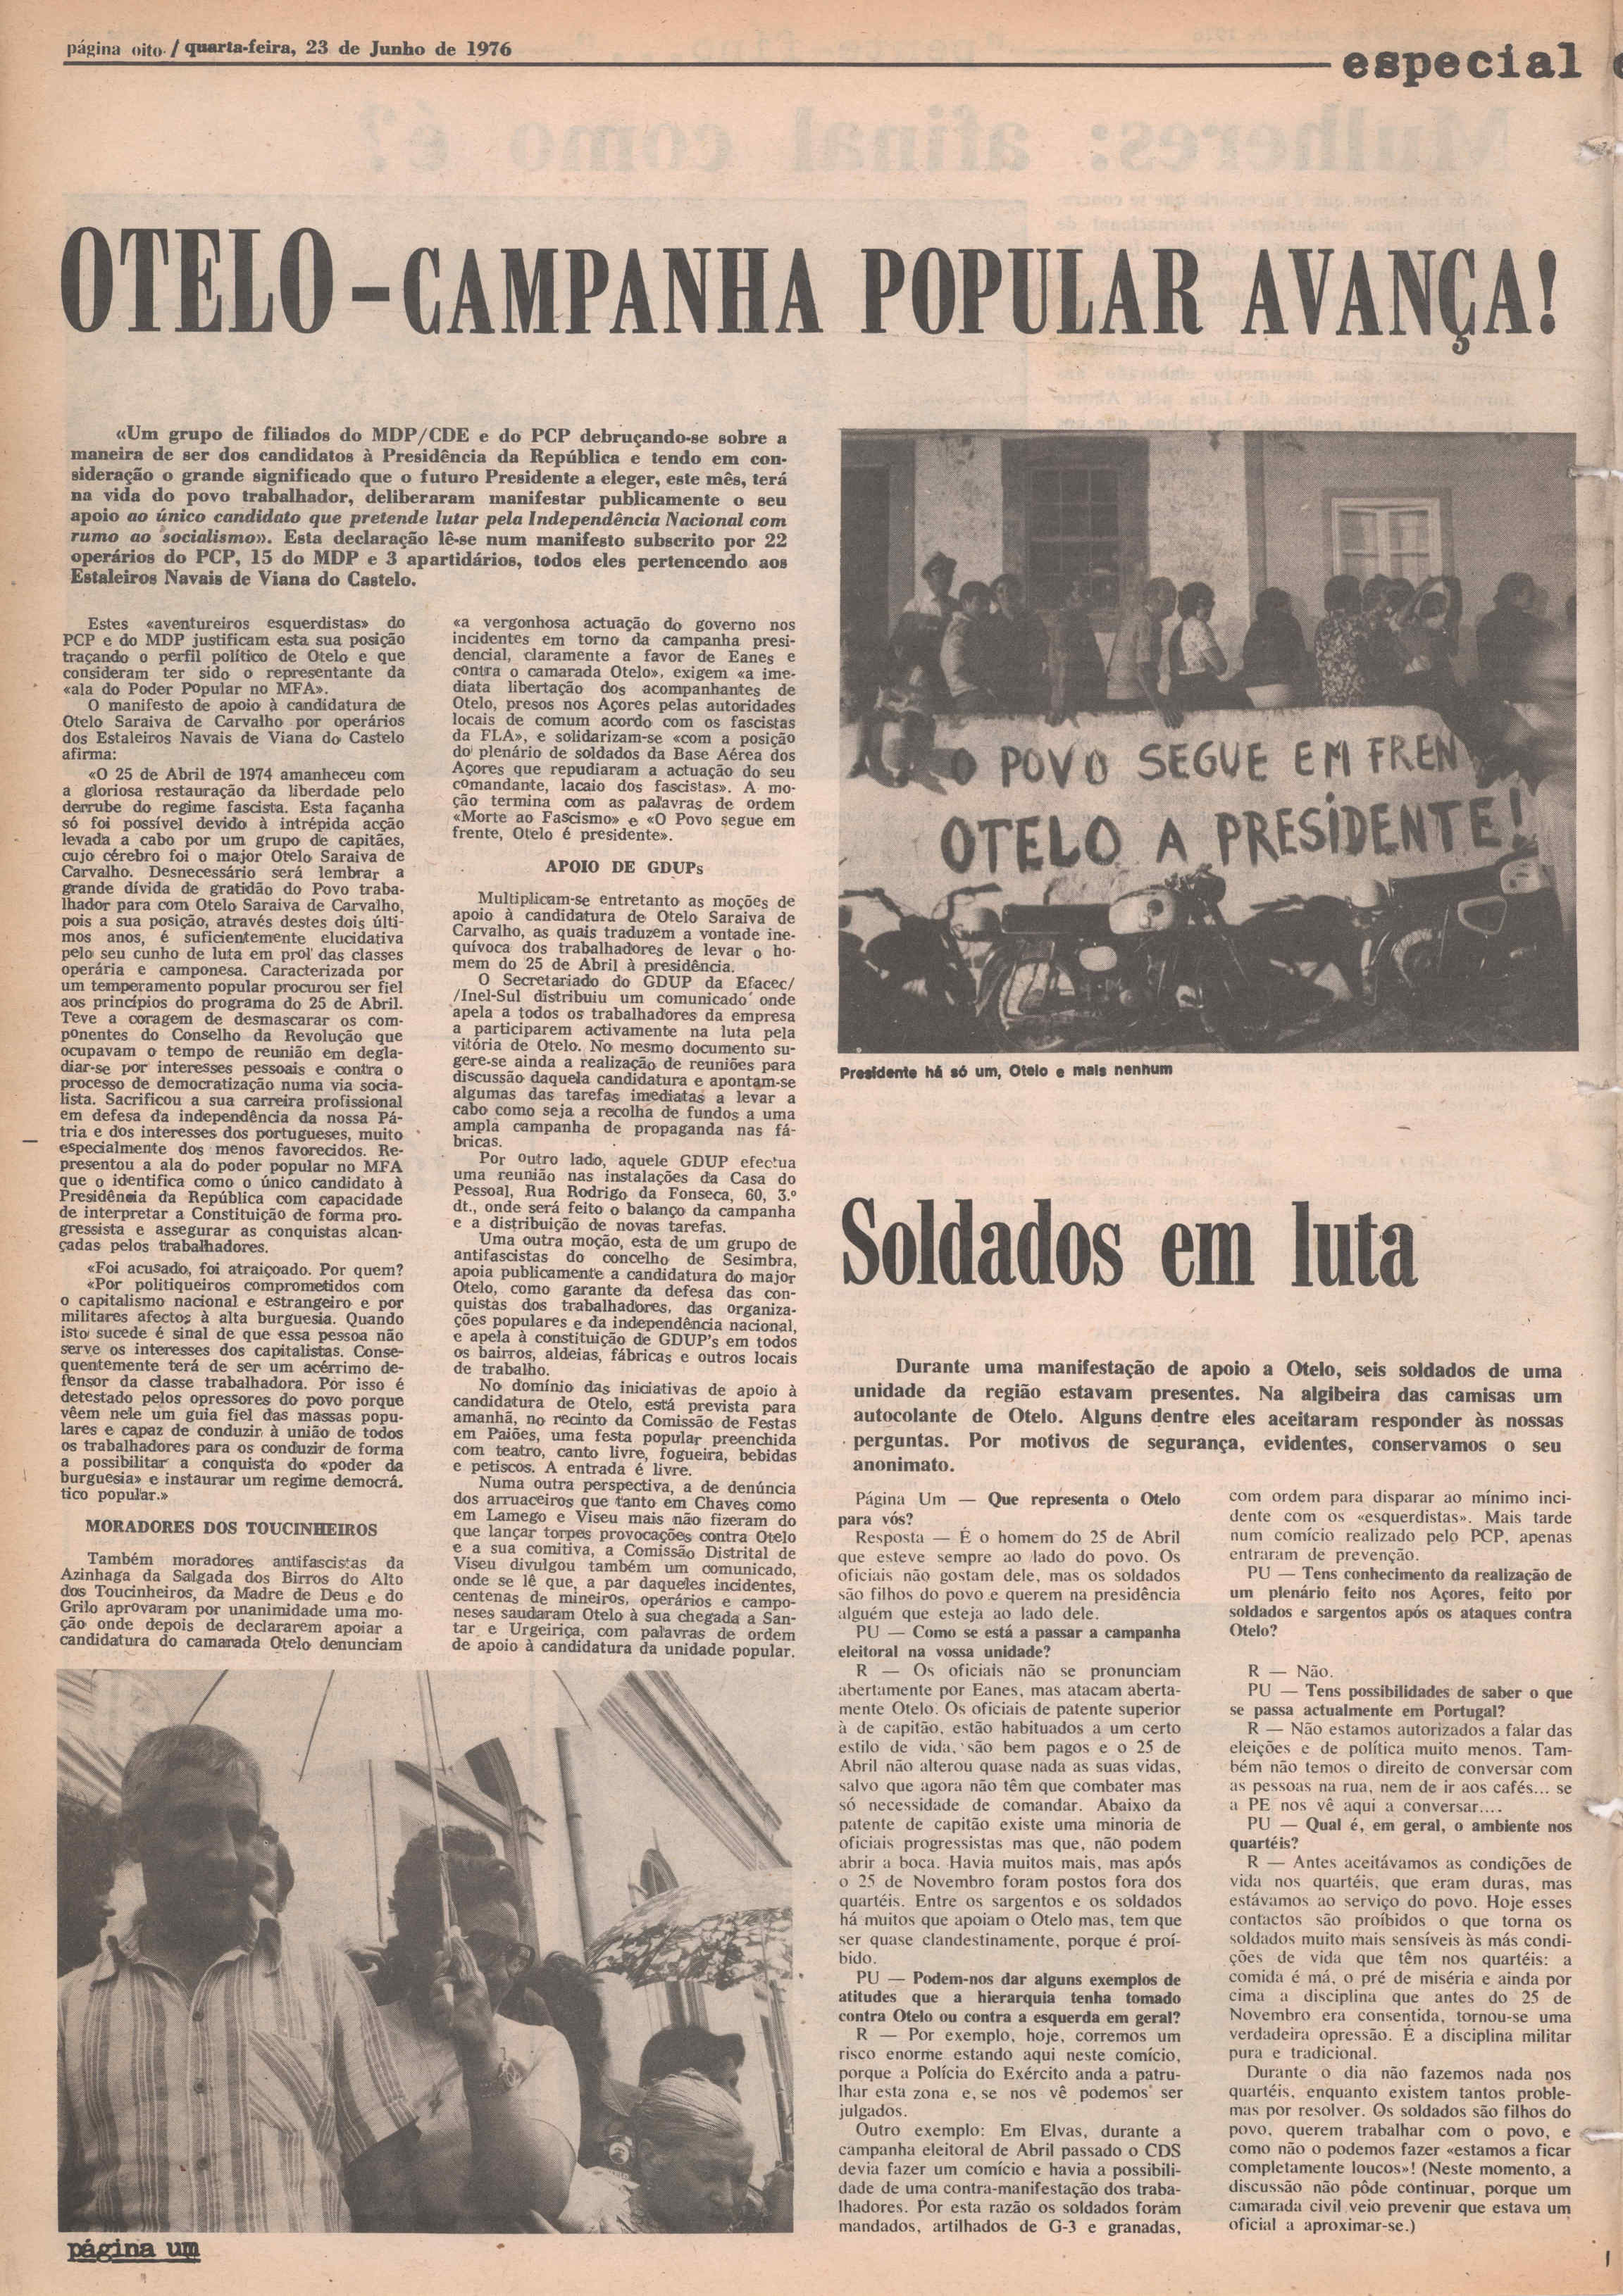 página oito / quarta-feira, 23 de Junho de 1976
especial
OTELO - CAMPANHA POPULAR AVANÇA!
«Um grupo de filiados do MDP/CDE e do PCP debruçando-se sobre a
maneira de ser dos candidatos à Presidência da República e tendo em con-
sideração o grande significado que o futuro Presidente a eleger, este mês, terá
na vida do povo trabalhador, deliberaram manifestar publicamente o seu
apoio ao único candidato que pretende lutar pela Independência Nacional com
rumo ao socialismo». Esta declaração lê-se num manifesto subscrito por 22
operários do PCP, 15 do MDP e 3 apartidários, todos eles pertencendo aos
Estaleiros Navais de Viana do Castelo.
Estes «aventureiros esquerdistas» do
PCP e do MDP justificam esta sua posição
traçando o perfil político de Otelo e que
consideram ter sido o representante da
«ala do Poder Popular no MFA».
O manifesto de apoio à candidatura de
Otelo Saraiva de Carvalho por operários
dos Estaleiros Navais de Viana do Castelo
afirma:
«O 25 de Abril de 1974 amanheceu com
a gloriosa restauração da liberdade pelo
derrube do regime fascista. Esta façanha
só foi possível devido à intrépida acção
levada a cabo por um grupo de capitães,
cujo cérebro foi o major Otelo Saraiva de
Carvalho. Desnecessário será lembrar a
grande dívida de gratidão do Povo traba-
lhador para com Otelo Saraiva de Carvalho,
pois a sua posição, através destes dois últi-
mos anos, é suficientemente elucidativa
pelo seu cunho de luta em prol das classes
operária e camponesa. Caracterizada por
um temperamento popular procurou ser fiel
aos princípios do programa do 25 de Abril.
Teve a coragem de desmascarar os com-
ponentes do Conselho da Revolução que
ocupavam o tempo de reunião em degla-
diar-se por interesses pessoais e contra o
processo de democratização numa via socia-
lista. Sacrificou a sua carreira profissional
em defesa da independência da nossa Pá-
tria e dos interesses dos portugueses, muito
especialmente dos menos favorecidos. Re-
presentou a ala do poder popular no MFA
que o identifica como o único candidato à
Presidência da República com capacidade
de interpretar a Constituição de forma pro-
gressista e assegurar as conquistas alcan-
çadas pelos trabalhadores.
«Foi acusado, foi atraiçoado. Por quem?
«Por politiqueiros comprometidos com
o capitalismo nacional e estrangeiro e por
militares afectos à alta burguesia. Quando
isto sucede é sinal de que essa pessoa não
serve os interesses dos capitalistas. Conse-
quentemente terá de ser um acérrimo de-
fensor da classe trabalhadora. Por isso é
detestado pelos opressores do povo porque
vêem nele um guia fiel das massas popu-
lares e capaz de conduzir à união de todos
os trabalhadores para os conduzir de forma
a possibilitar a conquista do «poder da
burguesia» e instaurar um regime democrá.
tico popular.»
MORADORES DOS TOUCINHEIROS
Também moradores antifascistas da
Azinhaga da Salgada dos Birros do Alto
dos Toucinheiros, da Madre de Deus e do
Grilo aprovaram por unanimidade uma mo-
ção onde depois de declararem apoiar a
candidatura do camarada Otelo denunciam
«a vergonhosa actuação do governo nos
incidentes em torno da campanha presi-
dencial, claramente a favor de Eanes e
contra o camarada Otelo», exigem «a ime-
diata libertação dos acompanhantes de
Otelo, presos nos Açores pelas autoridades
locais de comum acordo com os fascistas
da FLA», e solidarizam-se «com a posição
do plenário de soldados da Base Aérea dos
Açores que repudiaram a actuação do seu
comandante, lacaio dos fascistas». A mo-
ção termina com as palavras de ordem
«Morte ao Fascismo» e «O Povo segue em
frente, Otelo é presidente».
APOIO DE GDUPs
Multiplicam-se entretanto as moções de
apoio à candidatura de Otelo Saraiva de
Carvalho, as quais traduzem a vontade ine-
quívoca dos trabalhadores de levar o ho-
mem do 25 de Abril à presidência.
O Secretariado do GDUP da Efacec/
/Inel-Sul distribuiu um comunicado onde
apela a todos os trabalhadores da empresa
a participarem activamente na luta pela
vitória de Otelo. No mesmo documento su-
gere-se ainda a realização de reuniões para
discussão daquela candidatura e apontam-se
algumas das tarefas imediatas a levar a
cabo como seja a recolha de fundos e uma
ampla campanha de propaganda nas fá-
bricas.
Por outro lado, aquele GDUP efectua
uma reunião nas instalações da Casa do
Pessoal, Rua Rodrigo da Fonseca, 60, 3.º
dt., onde será feito o balanço da campanha
e a distribuição de novas tarefas.
Uma outra moção, esta de um grupo de
antifascistas do concelho de Sesimbra,
apoia publicamente a candidatura do major
Otelo, como garante da defesa das con-
quistas dos trabalhadores, das organiza-
ções populares e da independência nacional,
e apela à constituição de GDUP's em todos
os bairros, aldeias, fábricas e outros locais
de trabalho.
No domínio das iniciativas de apoio à
candidatura de Otelo, está prevista para
amanhã, no recinto da Comissão de Festas
em Paiões, uma festa popular preenchida
com teatro, canto livre, fogueira, bebidas
e petiscos. A entrada é livre.
Numa outra perspectiva, a de denúncia
dos arruaceiros que tanto em Chaves como
em Lamego e Viseu mais não fizeram do
que lançar torpes provocações contra Otelo
e a sua comitiva, a Comissão Distrital de
Viseu divulgou também um comunicado,
onde se lê que, a par daqueles incidentes,
centenas de mineiros, operários e campo-
neses saudaram Otelo à sua chegada a San-
tar e Urgeiriça, com palavras de ordem
de apoio à candidatura da unidade popular.
O POVO SEGUE EM FREN
OTELO A PRESÍDENTE!
Presidente há só um, Otelo e mais nenhum
Soldados em luta
Durante uma manifestação de apoio a Otelo, seis soldados de uma
unidade da região estavam presentes. Na algibeira das camisas um
autocolante de Otelo. Alguns dentre eles aceitaram responder às nossas
perguntas. Por motivos de segurança, evidentes, conservamos o seu
anonimato.
Página Um — Que representa o Otelo
para vós?
Resposta — É o homem do 25 de Abril
que esteve sempre ao lado do povo. Os
oficiais não gostam dele, mas os soldados
são filhos do povo e querem na presidência
alguém que esteja ao lado dele.
PU — Como se está a passar a campanha
eleitoral na vossa unidade?
R — Os oficiais não se pronunciam
abertamente por Eanes, mas atacam aberta-
mente Otelo. Os oficiais de patente superior
à de capitão, estão habituados a um certo
estilo de vida, são bem pagos e o 25 de
Abril não alterou quase nada as suas vidas,
salvo que agora não têm que combater mas
só necessidade de comandar. Abaixo da
patente de capitão existe uma minoria de
oficiais progressistas mas que, não podem
abrir a boca. Havia muitos mais, mas após
o 25 de Novembro foram postos fora dos
quartéis. Entre os sargentos e os soldados
há muitos que apoiam o Otelo mas, tem que
ser quase clandestinamente, porque é proí-
bido.
PU — Podem-nos dar alguns exemplos de
atitudes que a hierarquia tenha tomado
contra Otelo ou contra a esquerda em geral?
R — Por exemplo, hoje, corremos um
risco enorme estando aqui neste comício,
porque a Polícia do Exército anda a patru-
lhar esta zona e, se nos vê podemos ser
julgados.
Outro exemplo: Em Elvas, durante a
campanha eleitoral de Abril passado o CDS
devia fazer um comício e havia a possibili-
dade de uma contra-manifestação dos traba-
lhadores. Por esta razão os soldados foram
mandados, artilhados de G-3 e granadas,
com ordem para disparar ao mínimo inci-
dente com os «esquerdistas». Mais tarde
num comício realizado pelo PCP, apenas
entraram de prevenção.
PU — Tens conhecimento da realização de
um plenário feito nos Açores, feito por
soldados e sargentos após os ataques contra
Otelo?
R — Não.
PU — Tens possibilidades de saber o que
se passa actualmente em Portugal?
R — Não estamos autorizados a falar das
eleições e de política muito menos. Tam-
bém não temos o direito de conversar com
as pessoas na rua, nem de ir aos cafés... se
a PE nos vê aqui a conversar....
PU — Qual é, em geral, o ambiente nos
quartéis?
R — Antes aceitávamos as condições de
vida nos quartéis, que eram duras, mas
estávamos ao serviço do povo. Hoje esses
contactos são proíbidos o que torna os
soldados muito mais sensíveis às más condi-
ções de vida que têm nos quartéis: a
comida é má, o pré de miséria e ainda por
cima a disciplina que antes do 25 de
Novembro era consentida, tornou-se uma
verdadeira opressão. É a disciplina militar
pura e tradicional.
Durante o dia não fazemos nada nos
quartéis, enquanto existem tantos proble-
mas por resolver. Os soldados são filhos do
povo, querem trabalhar com o povo, e
como não o podemos fazer «estamos a ficar
completamente loucos»! (Neste momento, a
discussão não pôde continuar, porque um
camarada civil veio prevenir que estava um
oficial a aproximar-se.)
página um